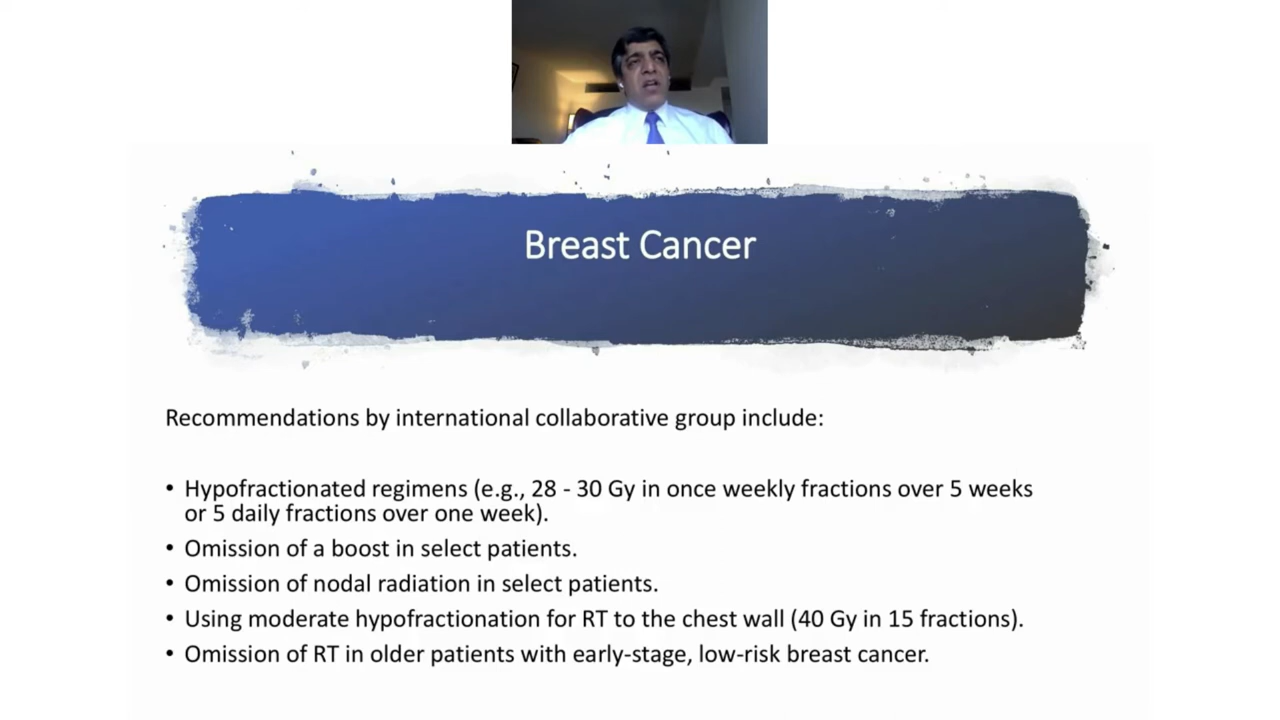 Breast Cancer
Recommendations by international collaborative group include:
• Hypofractionated regimens (e.g., 28 - 30 Gy in once weekly fractions over 5 weeks
or 5 daily fractions over one week).
• Omission of a boost in select patients.
• Omission of nodal radiation in select patients.
• Using moderate hypofractionation for RT to the chest wall (40 Gy in 15 fractions).
• Omission of RT in older patients with early-stage, low-risk breast cancer.